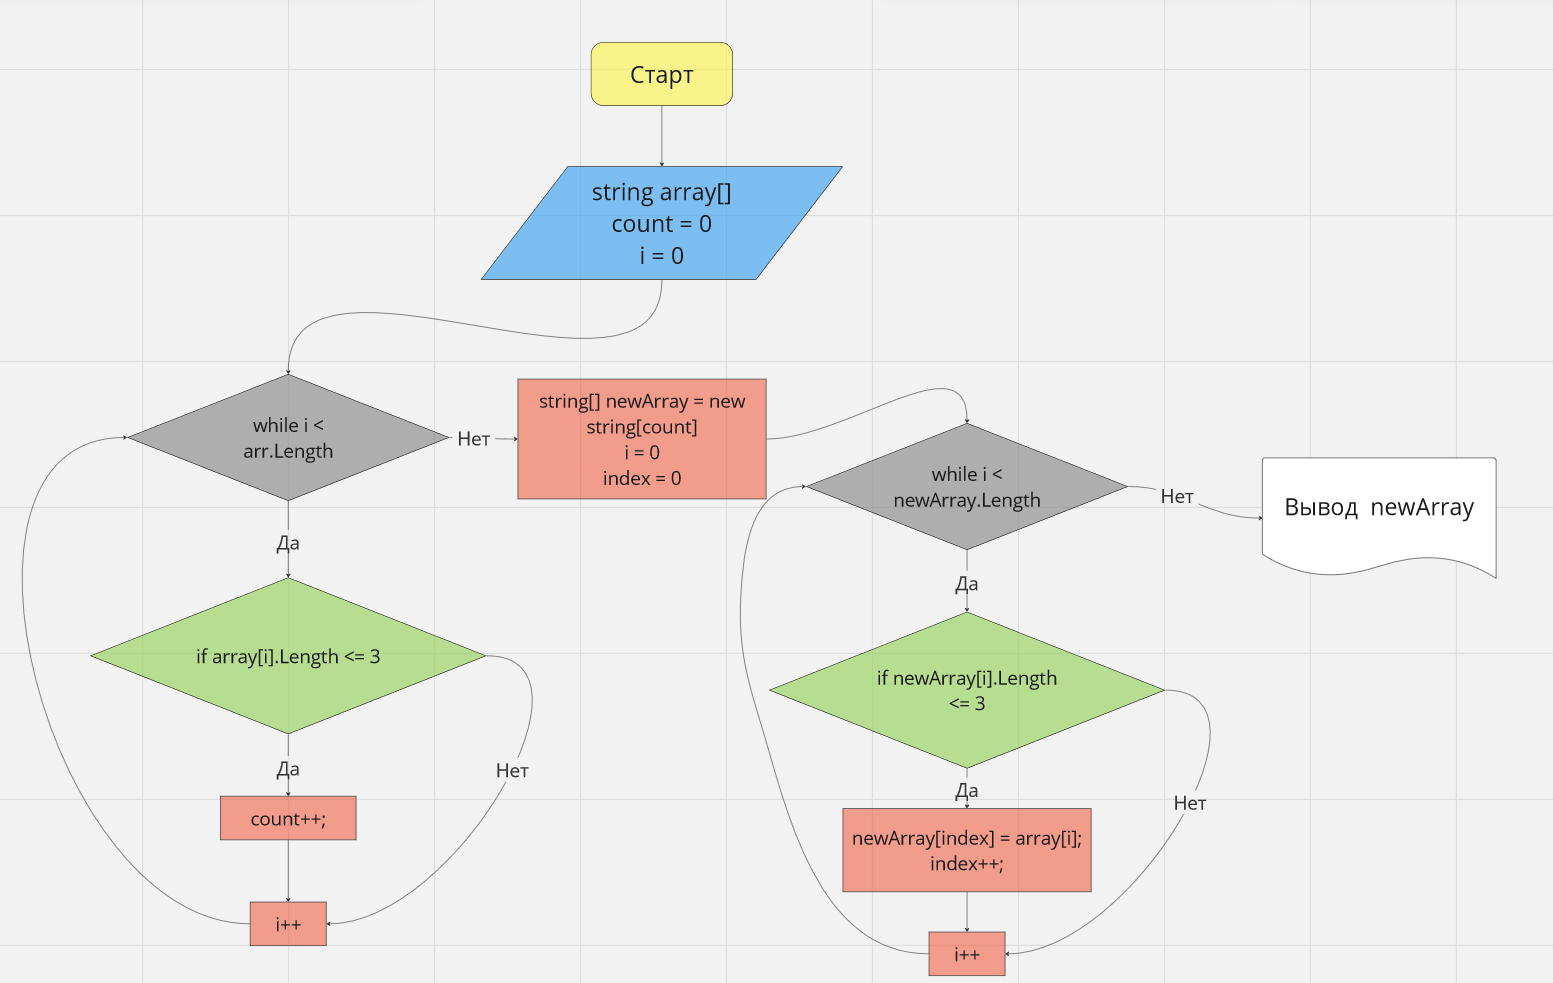 Старт
string array[]
count = 0
i = 0
while i <
arr.Length
Нет
string[] newArray = new
string[count]
i = 0
index = 0
while i <
newArray.Length
Нет
Вывод  newArray
Да
if array[i].Length <= 3
Да
Нет
count++;
i++
Да
if newArray[i].Length
<= 3
Да
Нет
newArray[index] = array[i];
index++;
i++